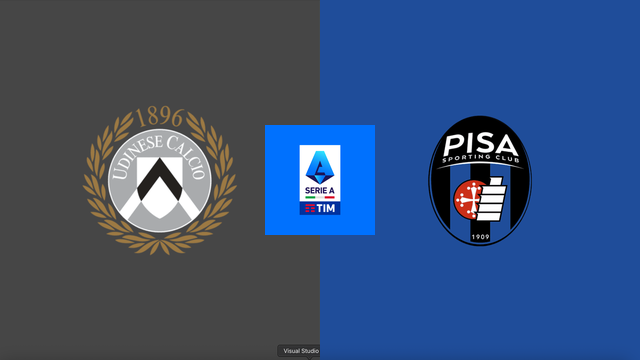 1896
UDINESE CALCIO
SERIE A
TIM
PISA
SPORTING CLUB
1909
Visual Studio